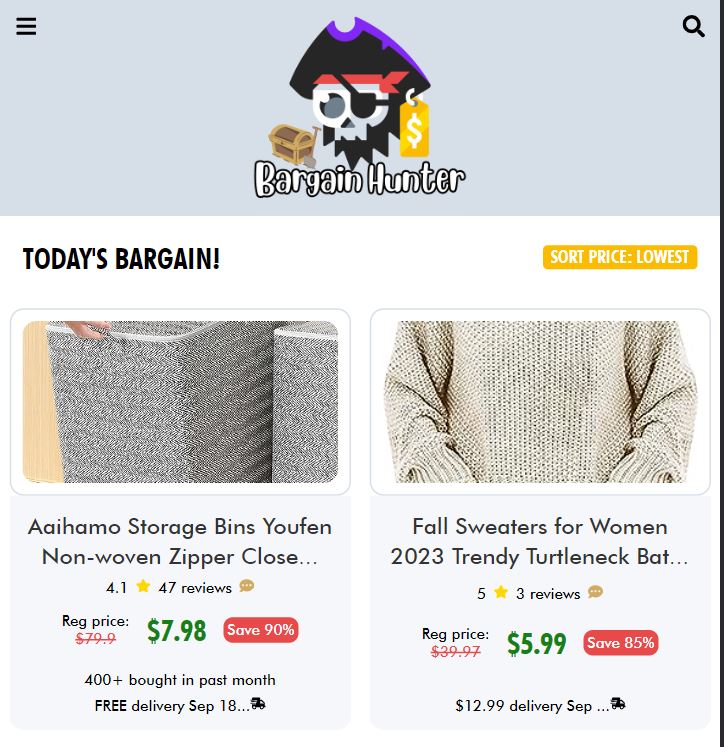 $
Bargain Hunter
TODAY'S BARGAIN!
SORT PRICE: LOWEST
Aaihamo Storage Bins Youfen
Non-woven Zipper Close...
4.1 47 reviews
Reg price:
$79.9
$7.98
Save 90%
400+ bought in past month
FREE delivery Sep 18...
Fall Sweaters for Women
2023 Trendy Turtleneck Bat...
5 3 reviews
Reg price:
$39.97
$5.99
Save 85%
$12.99 delivery Sep ...